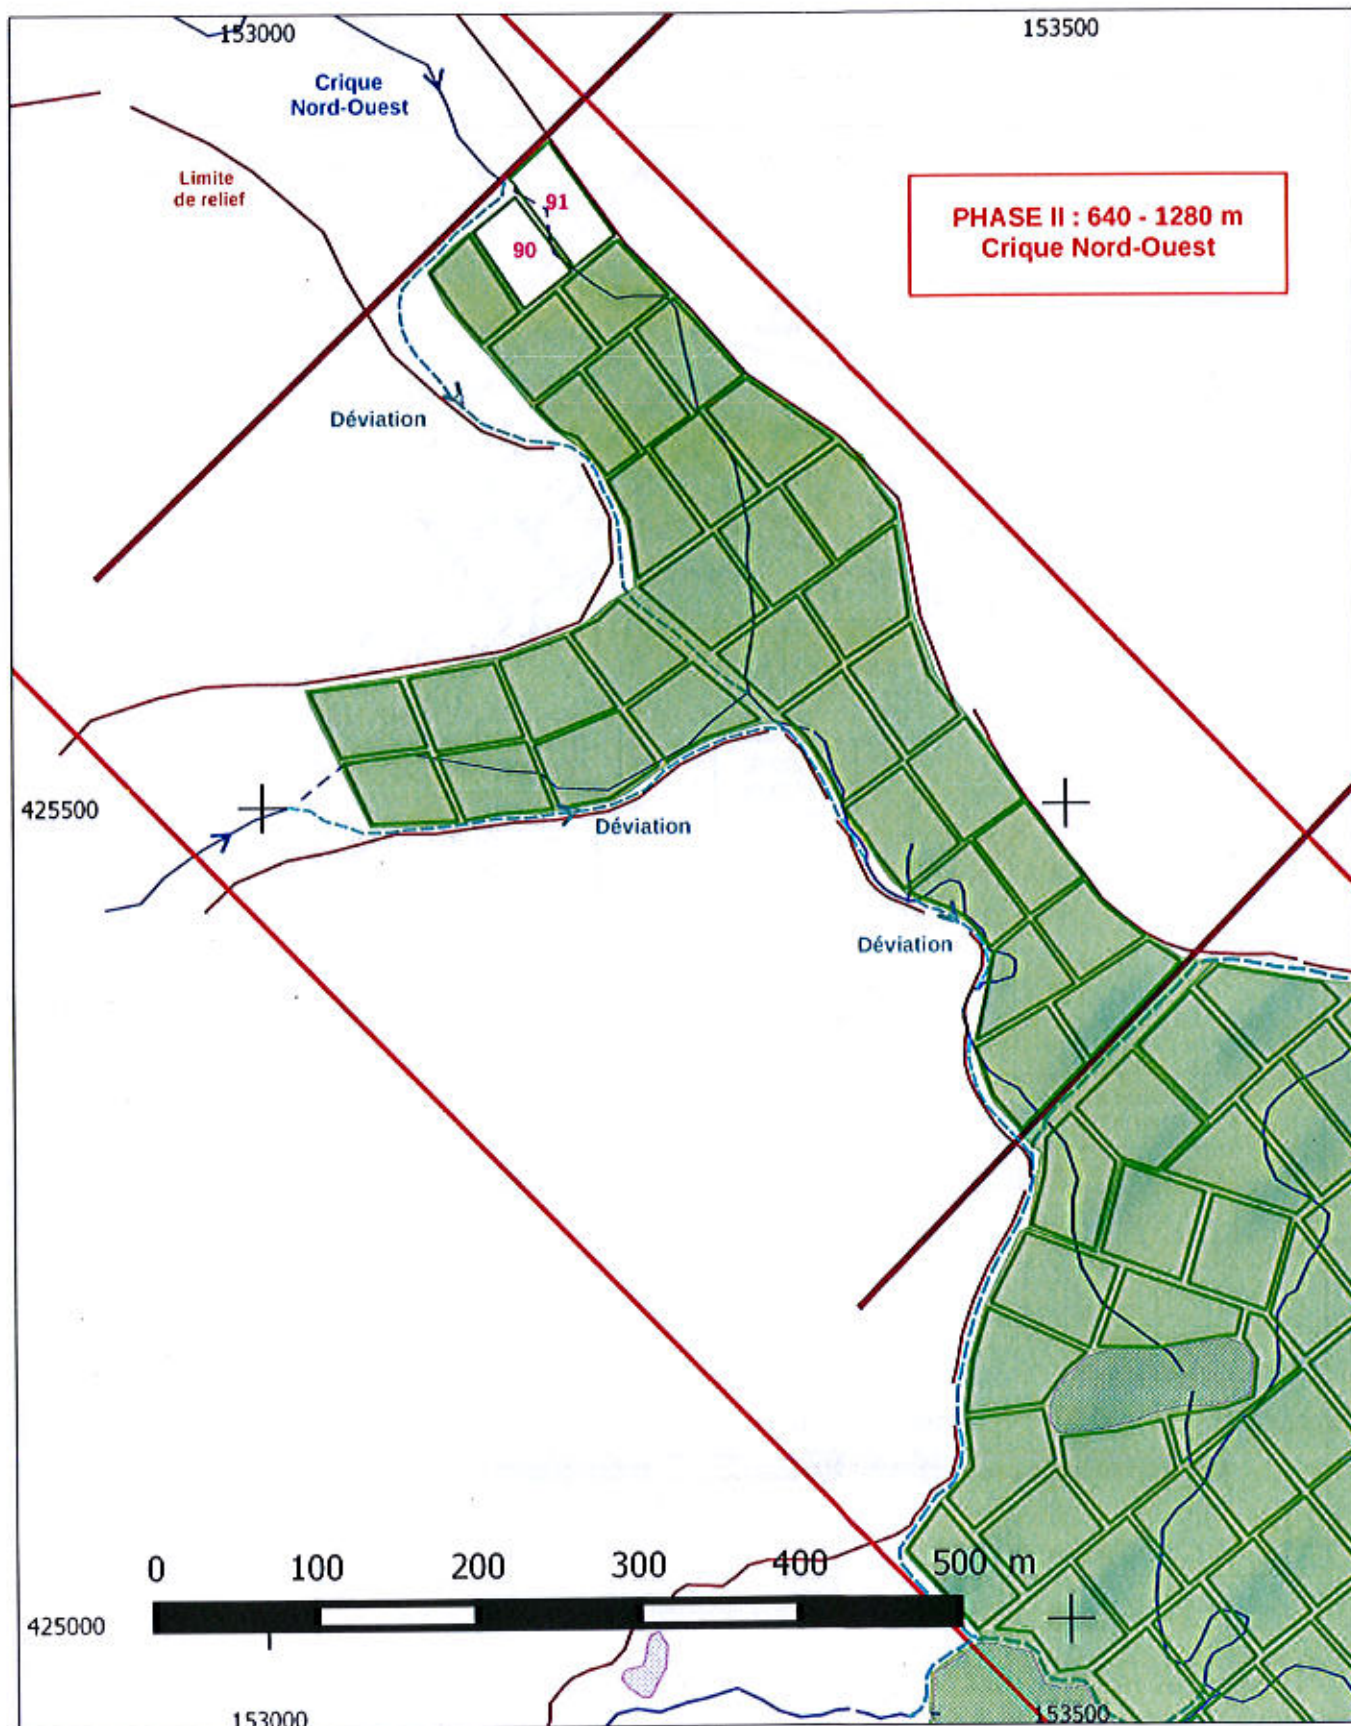 153000
153500
Crique
Nord-Ouest
Limite
de relief
91
90
PHASE II : 640 - 1280 m
Crique Nord-Ouest
Déviation
425500
Déviation
Déviation
0 100 200 300 400 500 m
425000
153000
153500